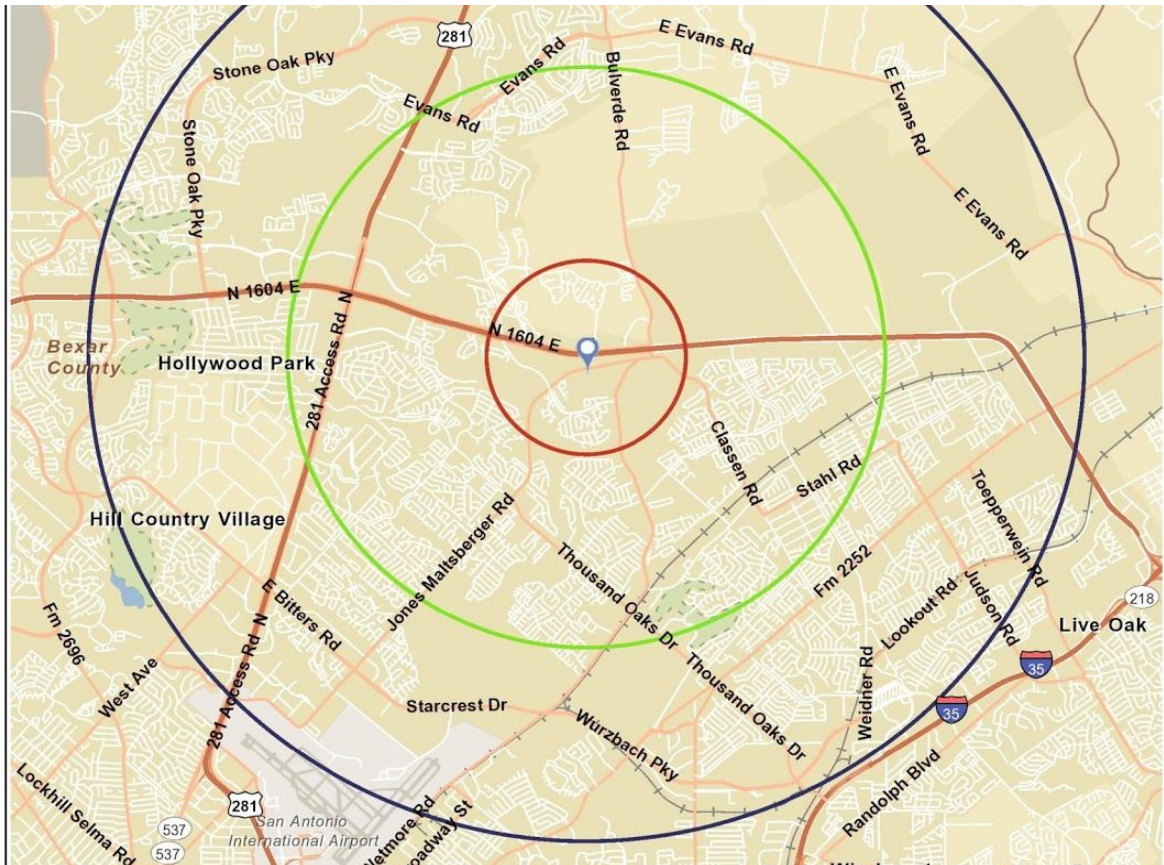 281
E Evans Rd
Stone Oak Pky
Evans Rd
Bulverde Rd
Evans Rd
E Evans Rd
Stone Oak Pky
E Evans Rd
N 1604 E
N 1604 E
Bexar
County
Hollywood Park
281 Access Rd N
Classen Rd
Stahl Rd
Toepperwein Rd
Hill Country Village
Jones Maltsberger Rd
Thousand Oaks Dr
Fm 2252
E Bitters Rd
Judson Rd
Lookout Rd
218
Fm 2696
Live Oak
West Ave
281 Access Rd N
Thousand Oaks Dr
Weidner Rd
35
Starcrest Dr
35
Wurzbach Pky
Randolph Blvd
Lockhill Selma Rd
281
San Antonio
International Airport
537
537